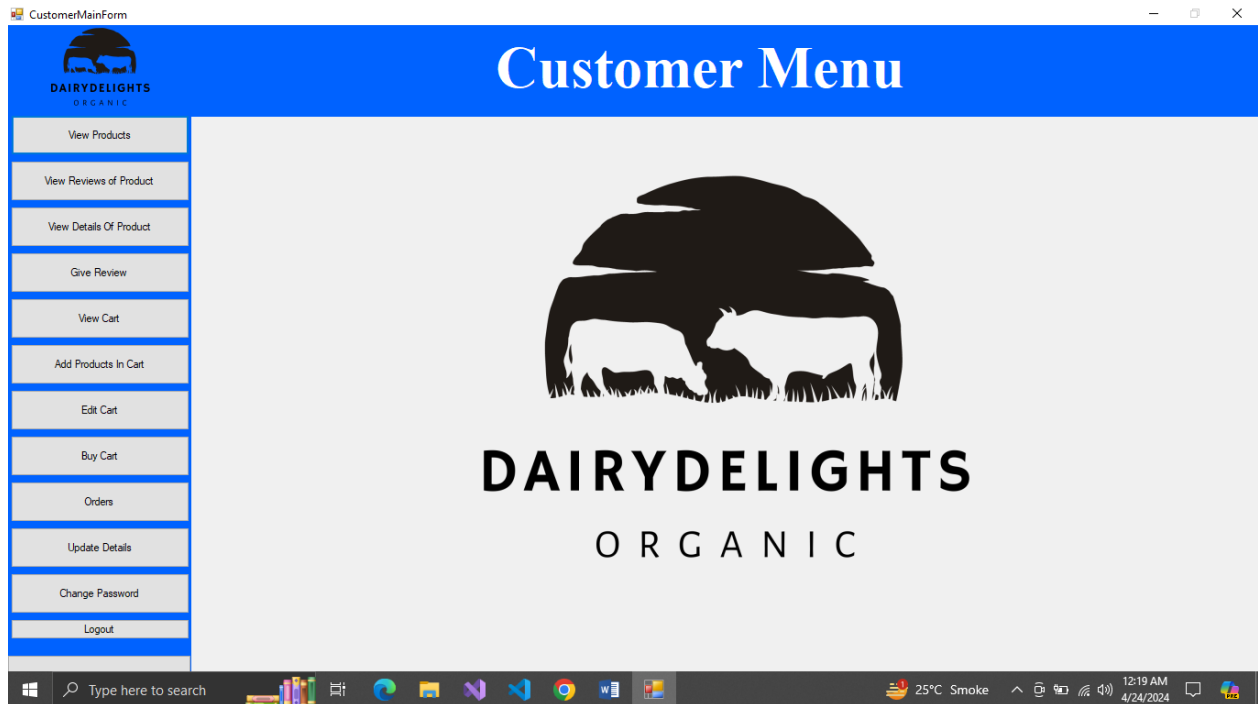 CustomerMainForm
DAIRYDELIGHTS
ORGANIC
Customer Menu
View Products
View Reviews of Product
View Details Of Product
Give Review
View Cart
Add Products In Cart
Edit Cart
Buy Cart
Orders
Update Details
Change Password
Logout
DAIRYDELIGHTS
ORGANIC
Type here to search
1
25°C Smoke
12:19 AM
4/24/2024
PRE